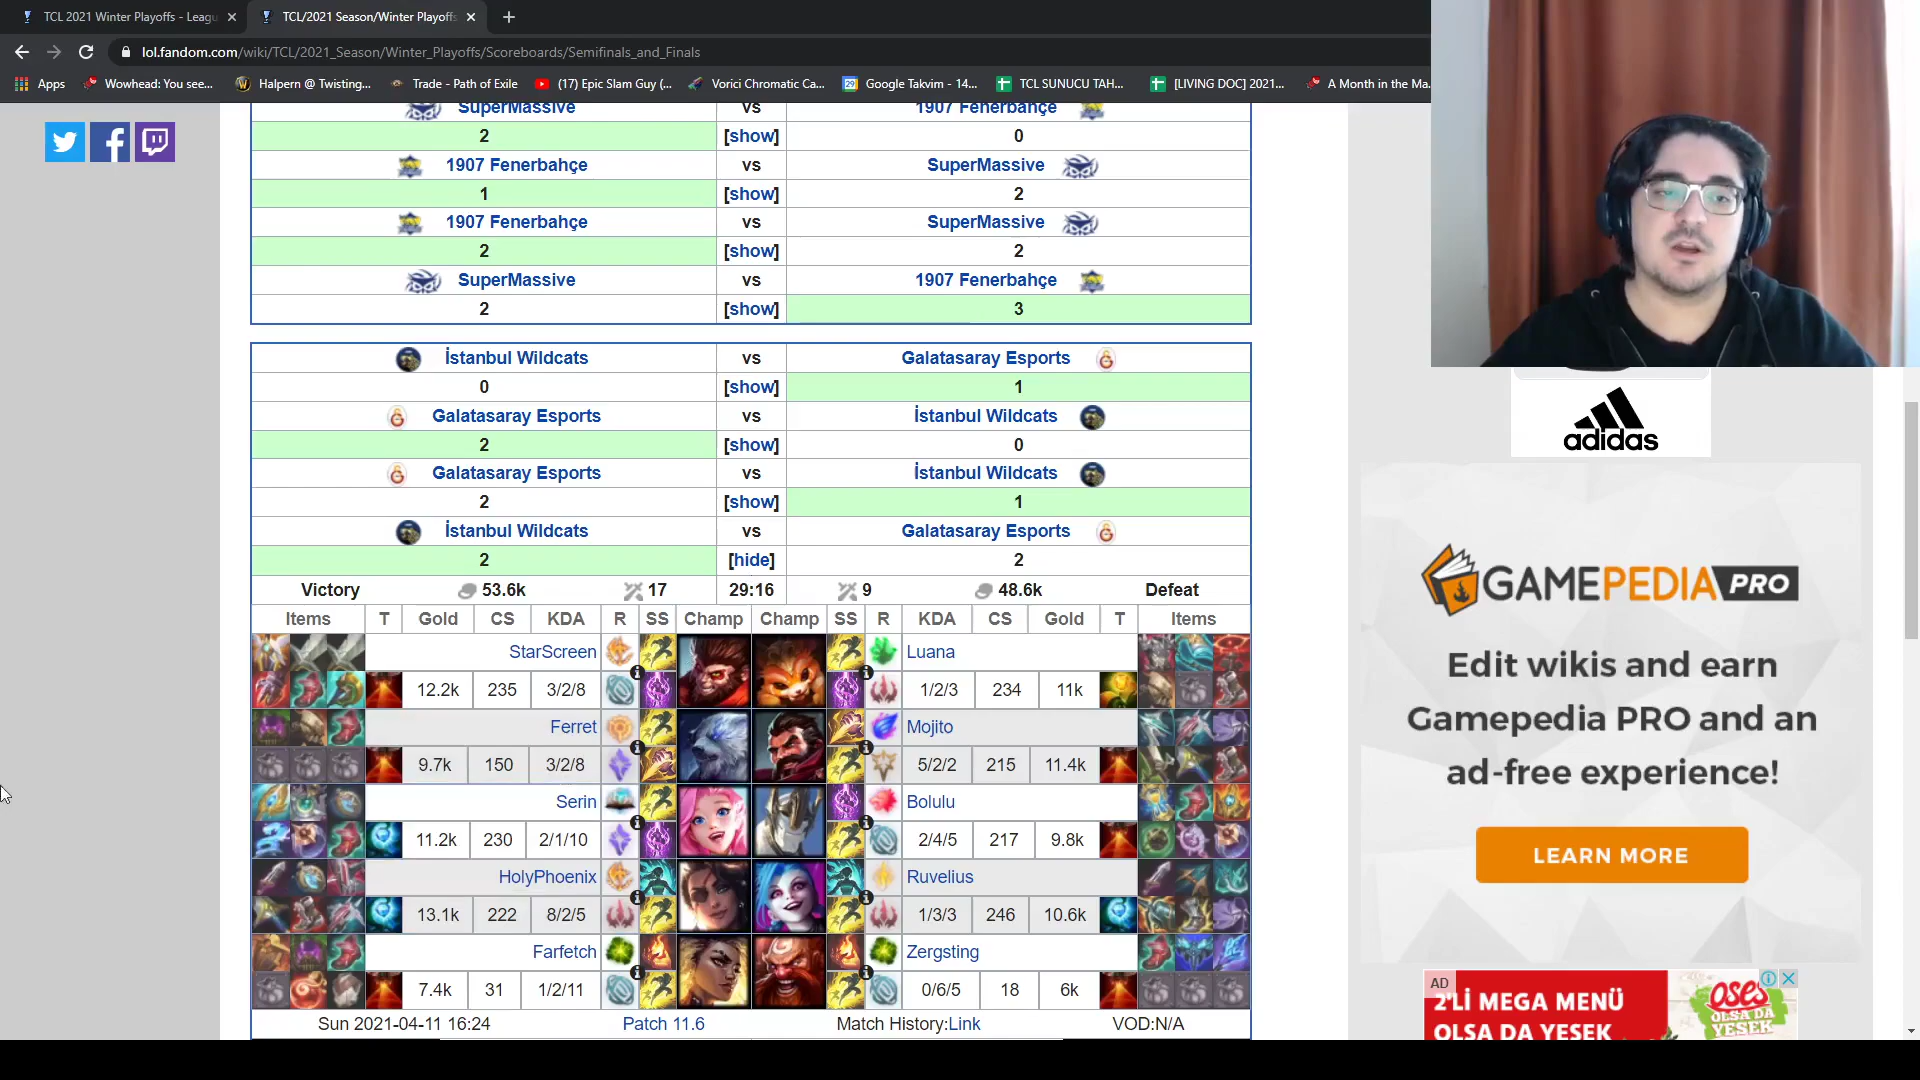 TCL 2021 Winter Playoffs - Leagu
TCL/2021 Season/Winter Playoffs
lol.fandom.com/wiki/TCL/2021_Season/Winter_Playoffs/Scoreboards/Semifinals_and_Finals
Apps
Wowhead: You see...
Halpern @ Twisting...
Trade - Path of Exile
(17) Epic Slam Guy (...
Vorici Chromatic Ca...
Google Takvim - 14...
TCL SUNUCU TAH...
[LIVING DOC] 2021...
A Month in the Ma
SuperMassive vs 1907 Fenerbahçe
2 [show] 0
1907 Fenerbahçe vs SuperMassive
1 [show] 2
1907 Fenerbahçe vs SuperMassive
2 [show] 2
SuperMassive vs 1907 Fenerbahçe
2 [show] 3
İstanbul Wildcats vs Galatasaray Esports
0 [show] 1
Galatasaray Esports vs İstanbul Wildcats
2 [show] 0
Galatasaray Esports vs İstanbul Wildcats
2 [show] 1
İstanbul Wildcats vs Galatasaray Esports
2 [hide] 2
Victory 53.6k 17 29:16 9 48.6k Defeat
Items T Gold CS KDA R SS Champ Champ SS R KDA CS Gold T Items
StarScreen Luana
12.2k 235 3/2/8 1/2/3 234 11k
Ferret Mojito
9.7k 150 3/2/8 5/2/2 215 11.4k
Serin Bolulu
11.2k 230 2/1/10 2/4/5 217 9.8k
HolyPhoenix Ruvelius
13.1k 222 8/2/5 1/3/3 246 10.6k
Farfetch Zergsting
7.4k 31 1/2/11 0/6/5 18 6k
Sun 2021-04-11 16:24 Patch 11.6 Match History:Link VOD:N/A
adidas
GAMEPEDIA PRO
Edit wikis and earn
Gamepedia PRO and an
ad-free experience!
LEARN MORE
AD
2'Lİ MEGA MENÜ
OLSA DA YESEK
OSES OLSA DA YESEK